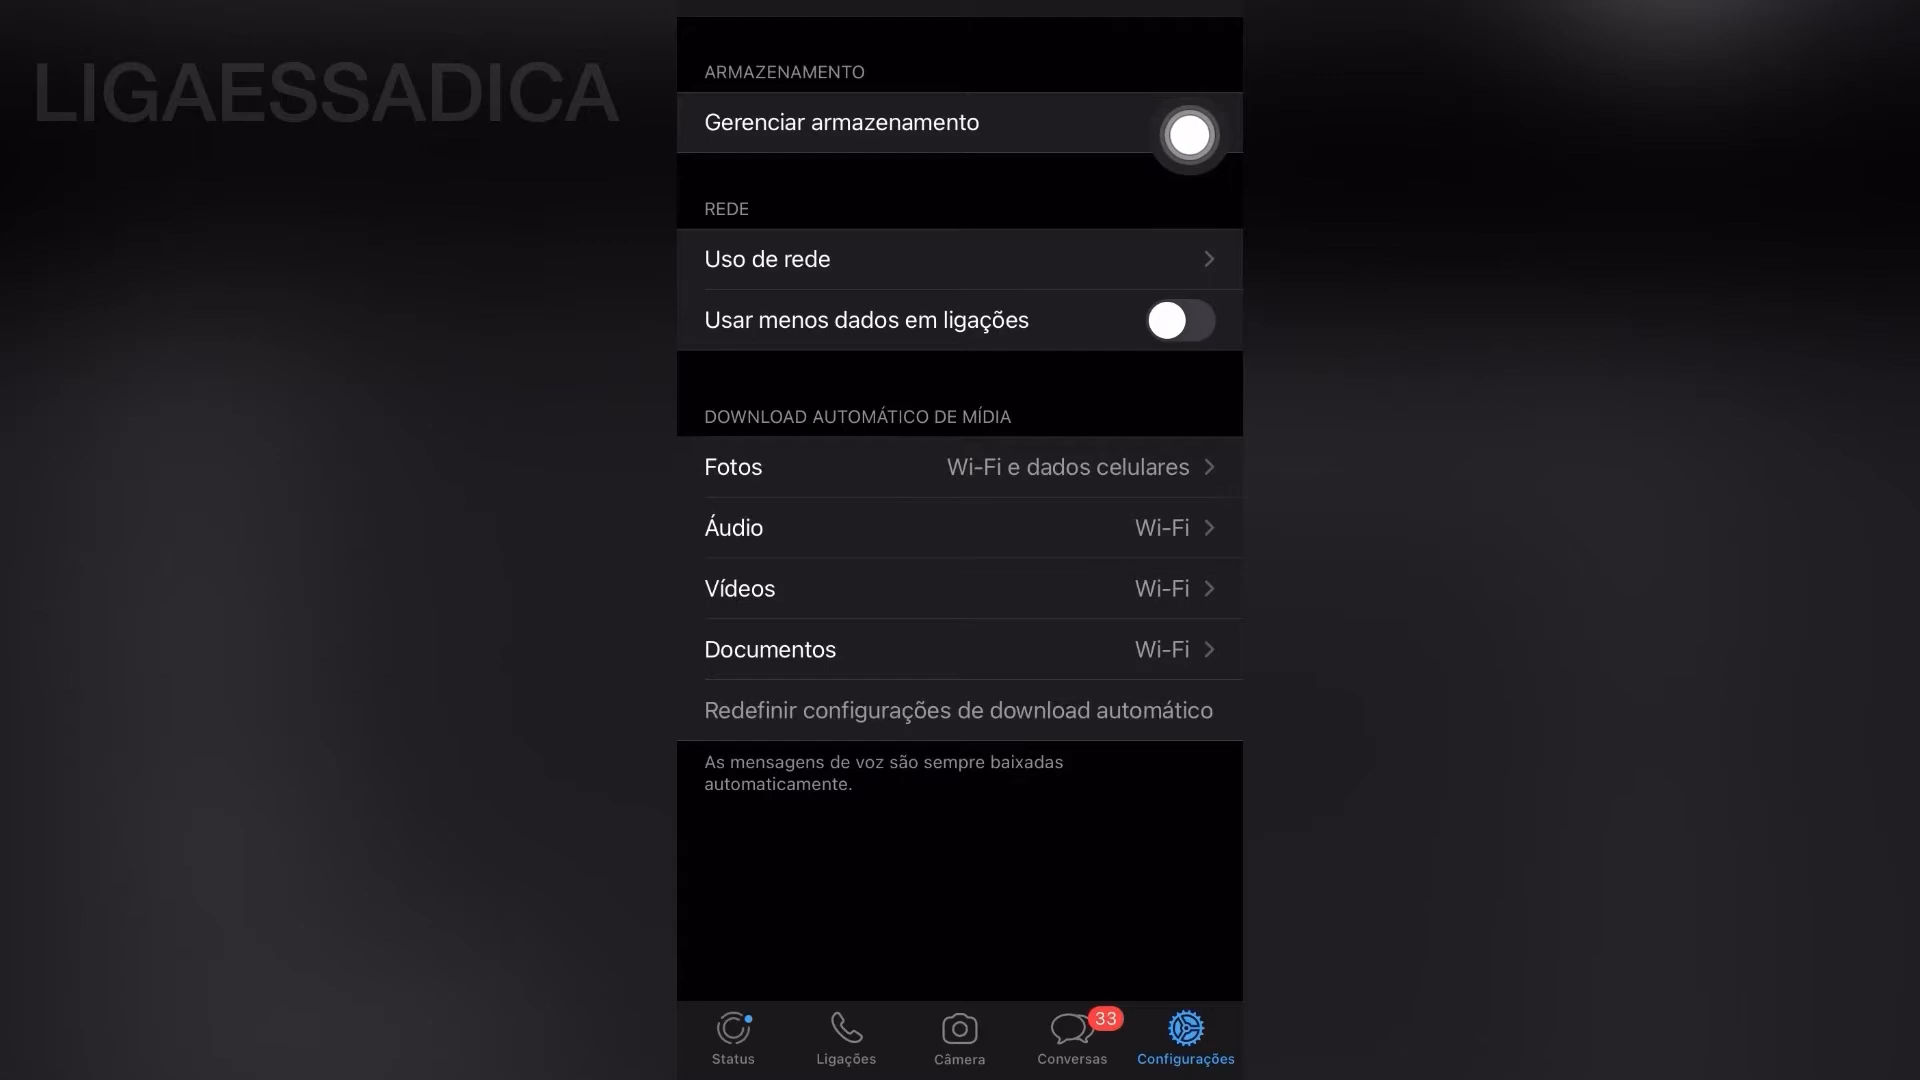 LIGAESSADICA
ARMAZENAMENTO
Gerenciar armazenamento
REDE
Uso de rede
Usar menos dados em ligações
DOWNLOAD AUTOMÁTICO DE MÍDIA
Fotos Wi-Fi e dados celulares
Áudio Wi-Fi
Vídeos Wi-Fi
Documentos Wi-Fi
Redefinir configurações de download automático
As mensagens de voz são sempre baixadas
automaticamente.
33
Status Ligações Câmera Conversas Configurações